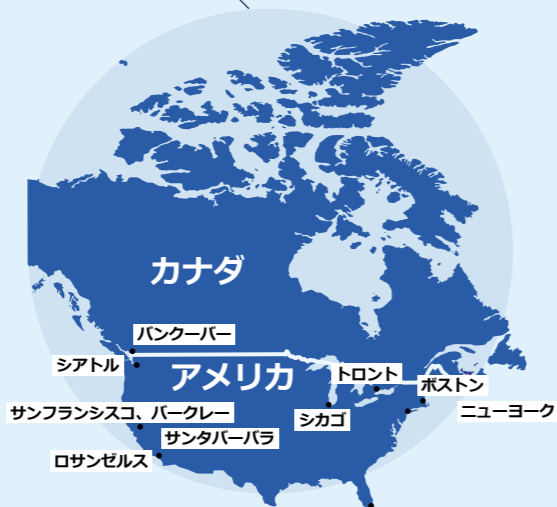 カナダ
バンクーバー
シアトル
アメリカ
トロント
ボストン
サンフランシスコ、バークレー
シカゴ
ニューヨーク
サンタバーバラ
ロサンゼルス